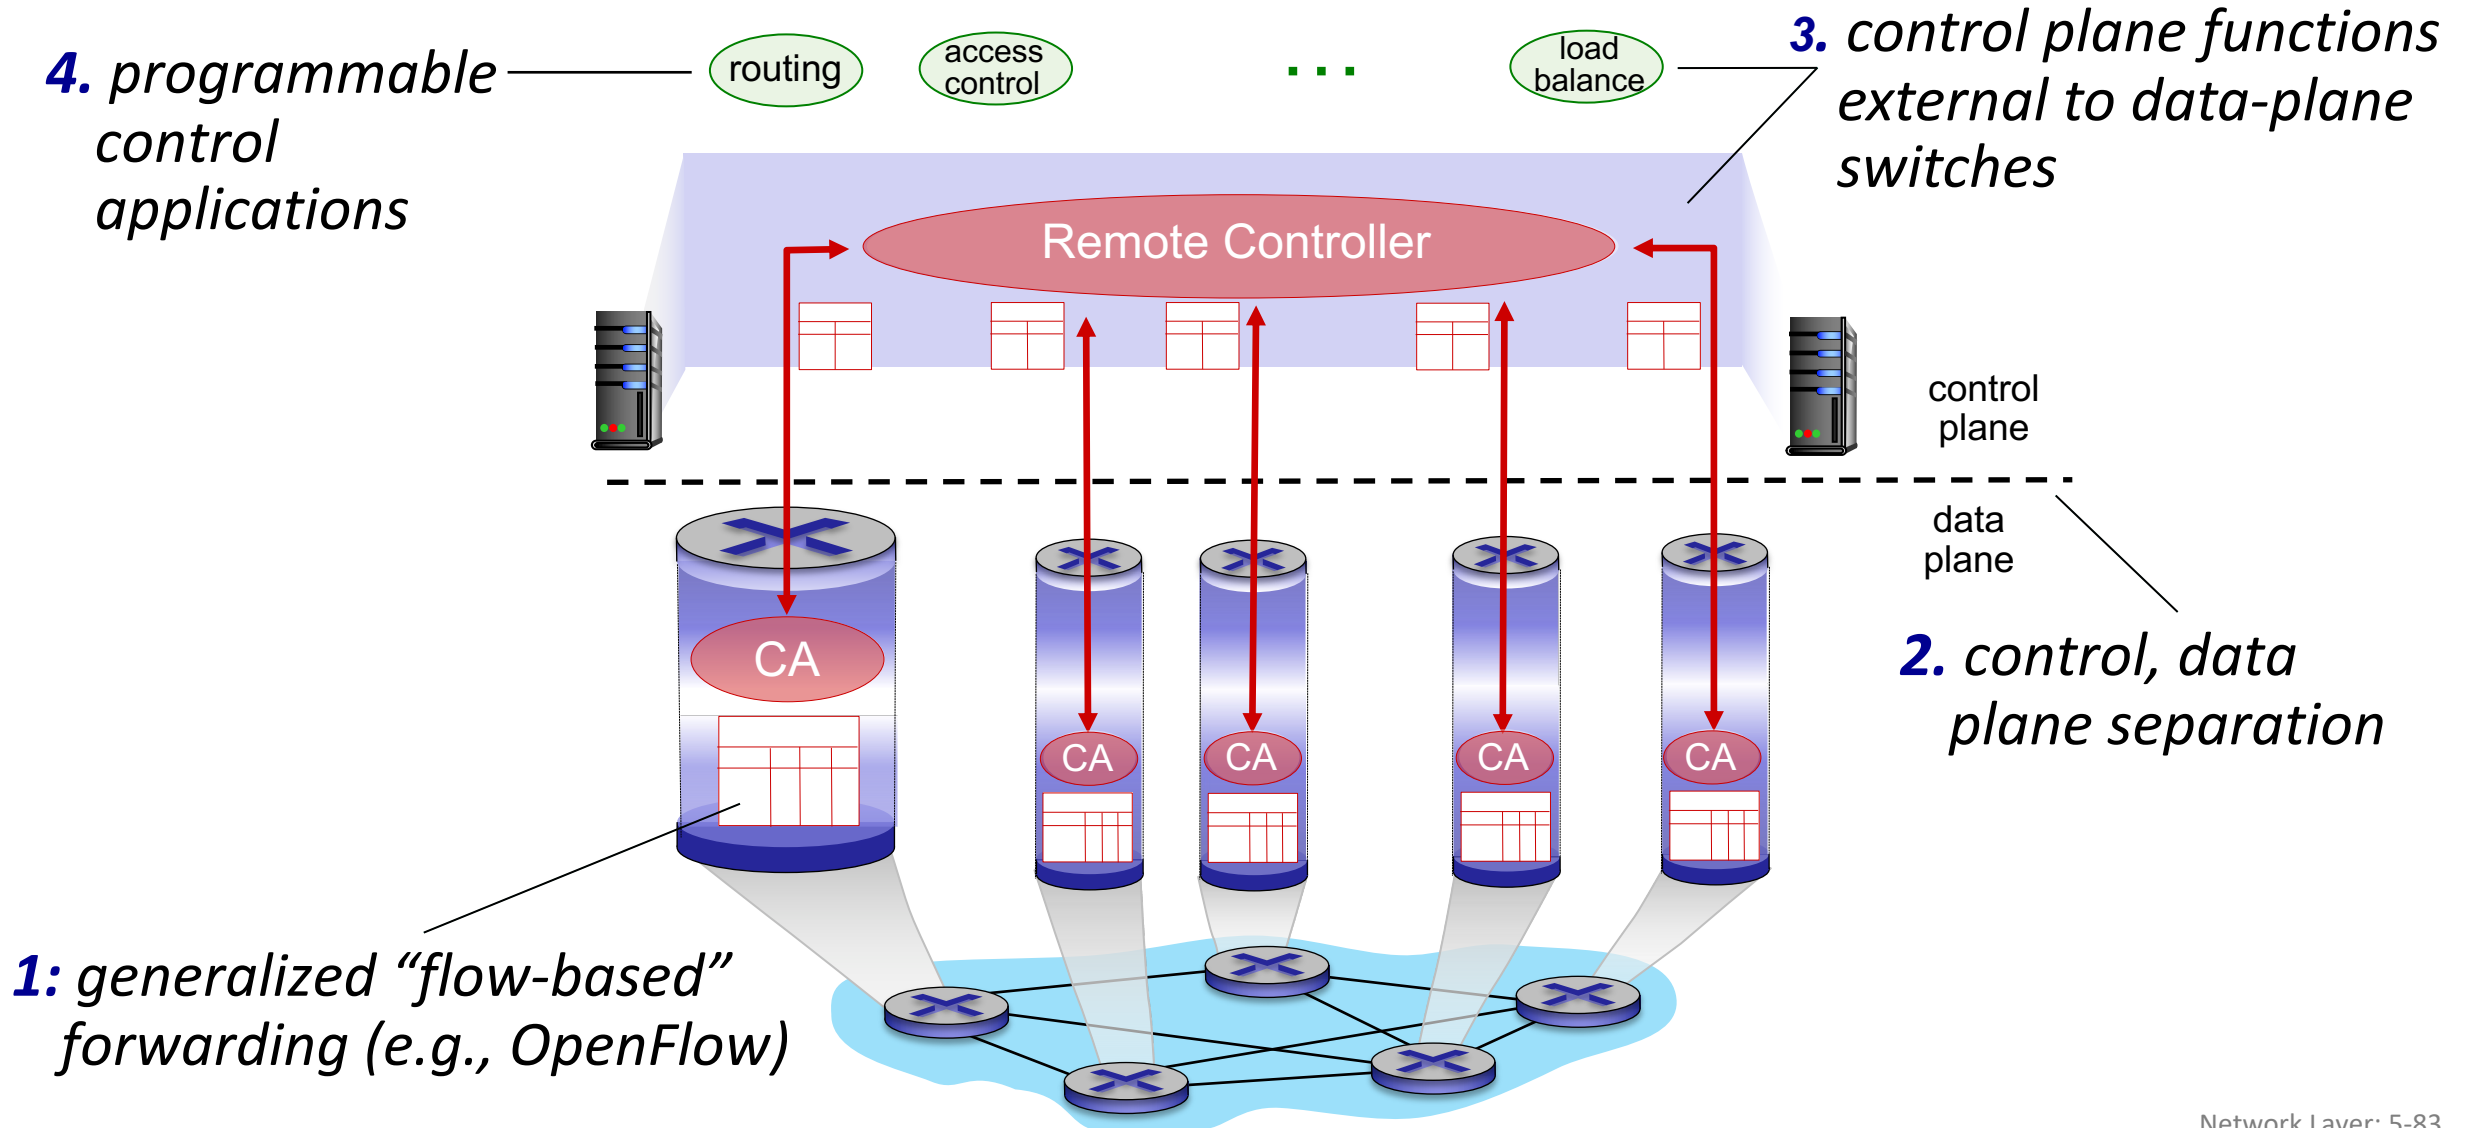 4. programmable
control
applications
routing
access
control
...
load
balance
3. control plane functions
external to data-plane
switches
Remote Controller
control
plane
data
plane
CA
CA
CA
CA
CA
2. control, data
plane separation
1: generalized “flow-based”
forwarding (e.g., OpenFlow)
Network Layer: 5-83